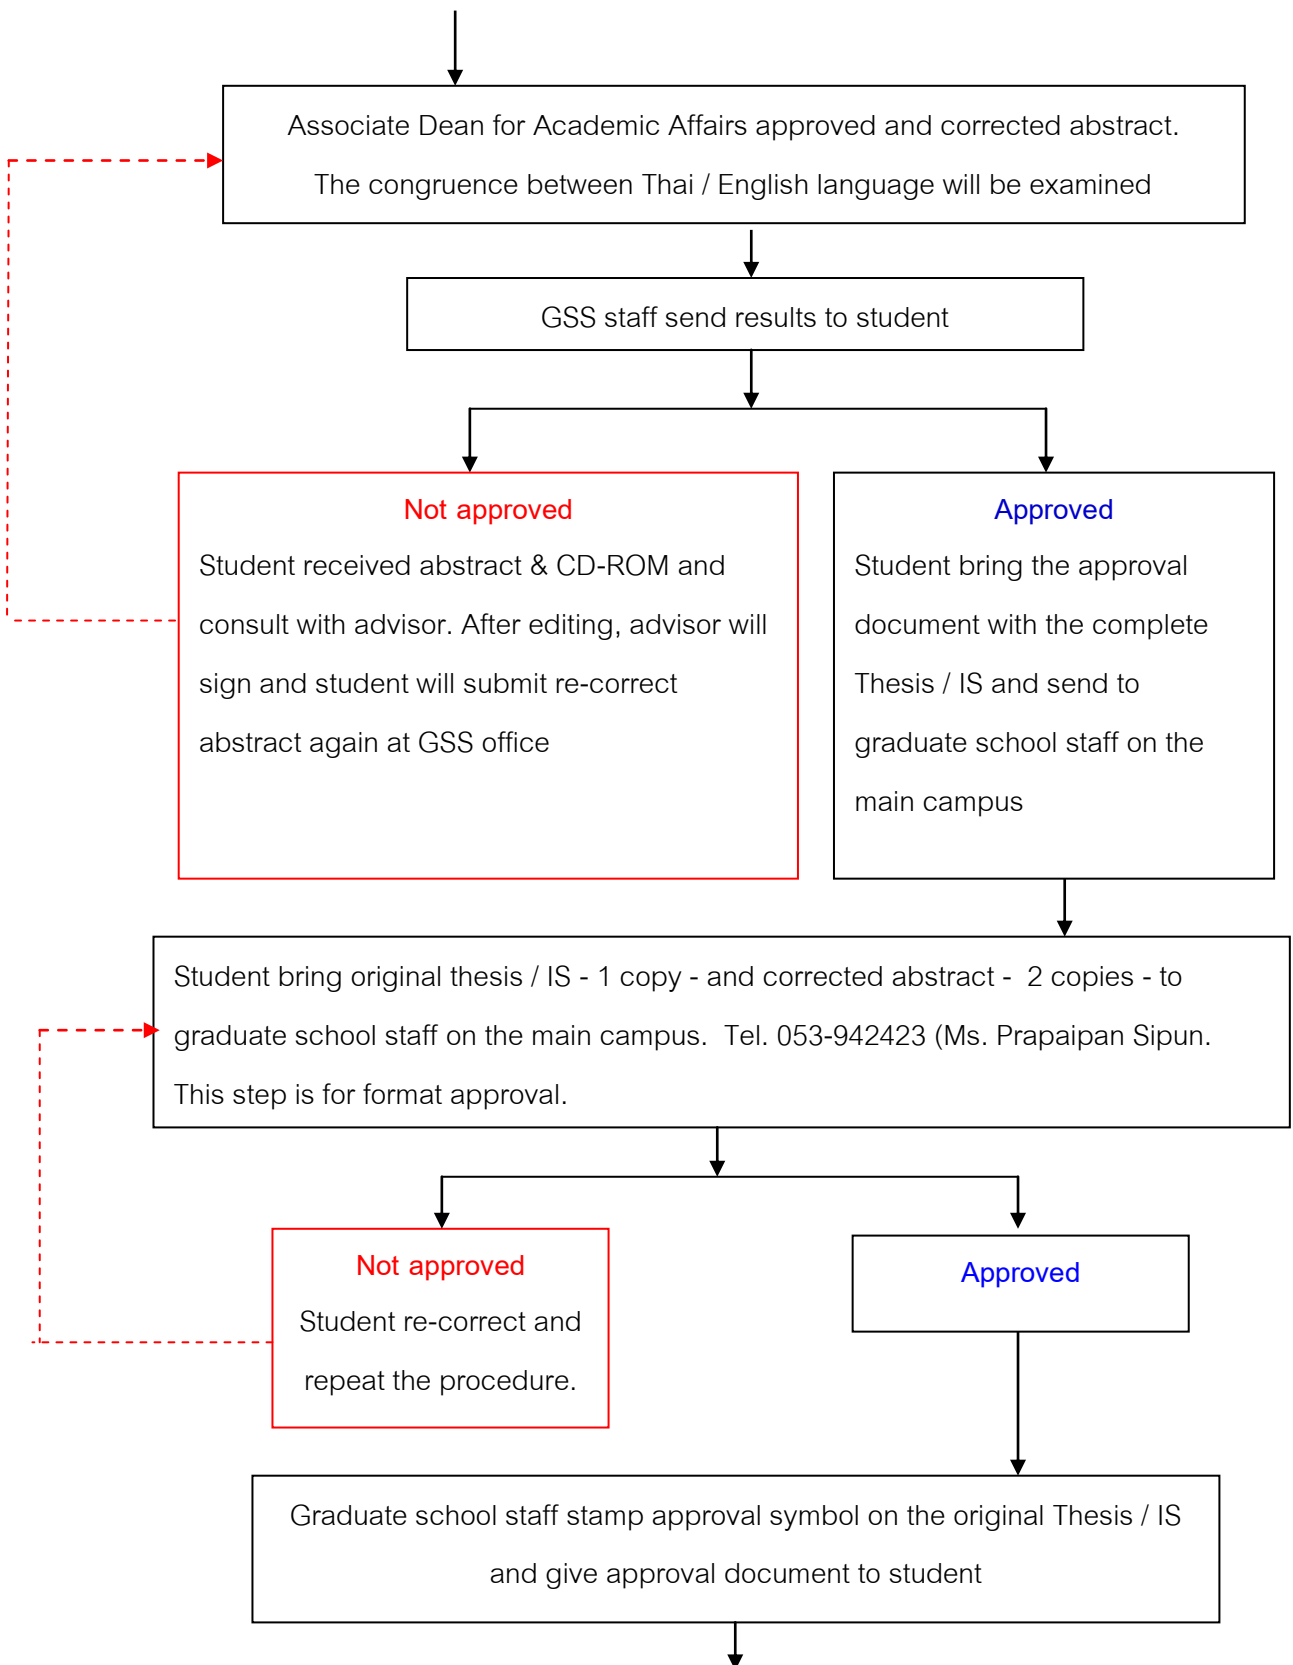 Associate Dean for Academic Affairs approved and corrected abstract.
The congruence between Thai / English language will be examined
GSS staff send results to student
Not approved
Student received abstract & CD-ROM and
consult with advisor. After editing, advisor will
sign and student will submit re-correct
abstract again at GSS office
Approved
Student bring the approval
document with the complete
Thesis / IS and send to
graduate school staff on the
main campus
Student bring original thesis / IS - 1 copy - and corrected abstract -  2 copies - to
graduate school staff on the main campus.  Tel. 053-942423 (Ms. Prapaipan Sipun.
This step is for format approval.
Not approved
Student re-correct and
repeat the procedure.
Approved
Graduate school staff stamp approval symbol on the original Thesis / IS
and give approval document to student